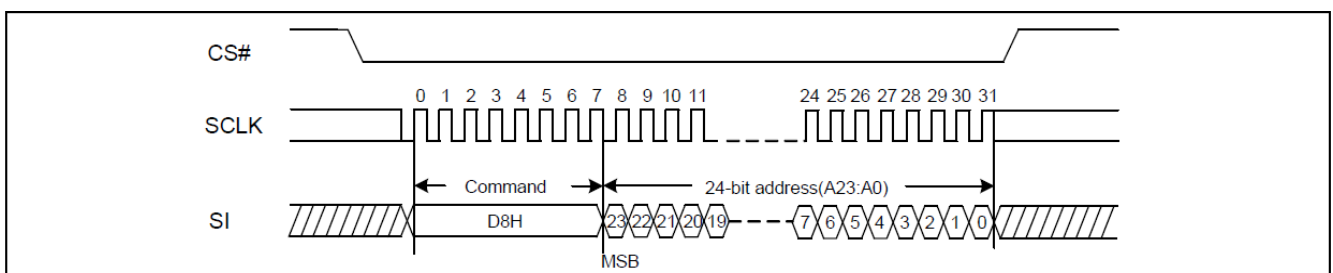 CS#
0 1 2 3 4 5 6 7 8 9 10 11 24 25 26 27 28 29 30 31
SCLK
Command 24-bit address(A23:A0)
SI D8H 23 22 21 20 19 7 6 5 4 3 2 1 0
MSB